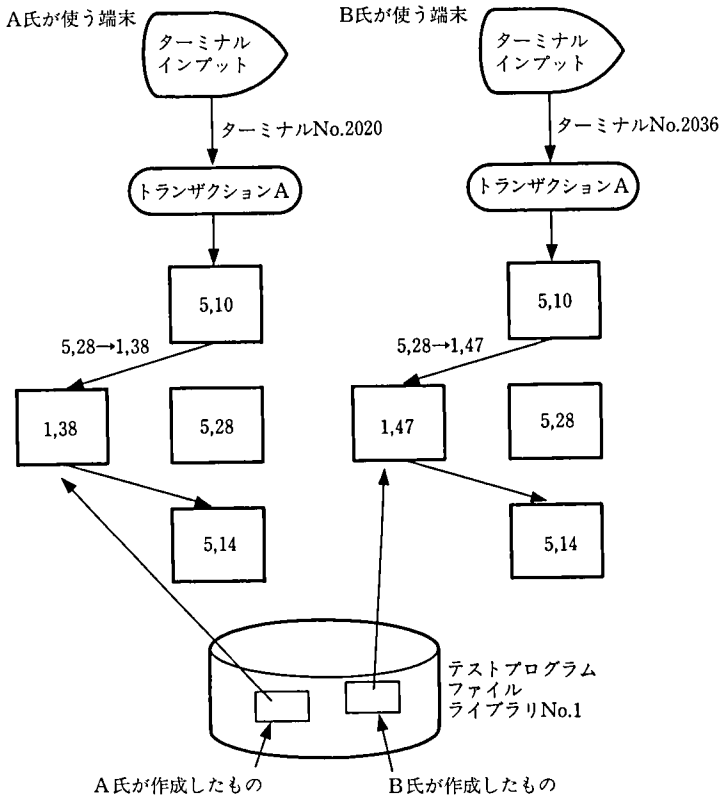 A氏が使う端末
ターミナル
インプット
ターミナルNo.2020
トランザクションA
5,10
5,28→1,38
1,38
5,28
5,14
B氏が使う端末
ターミナル
インプット
ターミナルNo.2036
トランザクションA
5,10
5,28→1,47
1,47
5,28
5,14
テストプログラム
ファイル
ライブラリNo.1
A氏が作成したもの
B氏が作成したもの